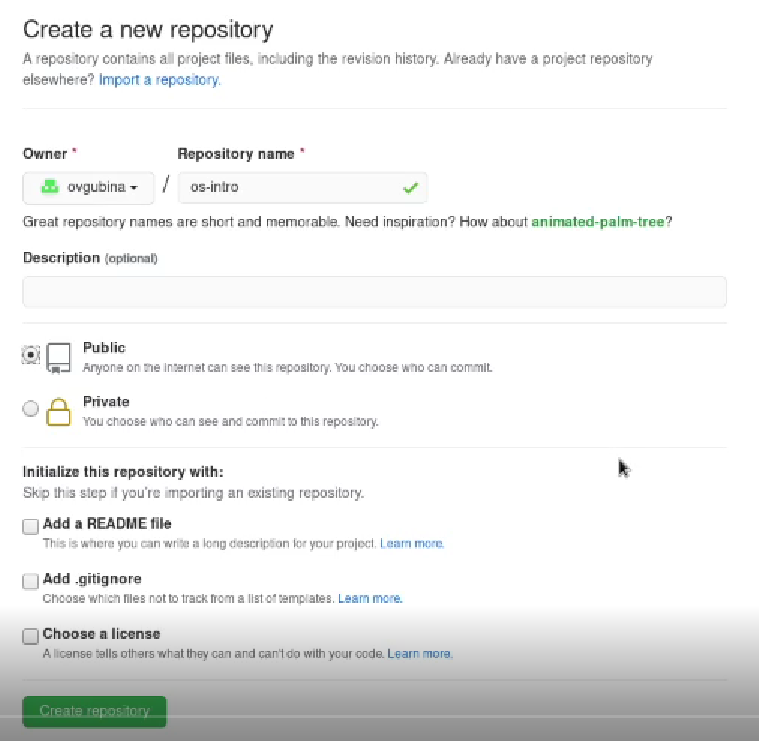 Create a new repository
A repository contains all project files, including the revision history. Already have a project repository
elsewhere? Import a repository.
Owner * Repository name *
ovgubina / os-intro
Great repository names are short and memorable. Need inspiration? How about animated-palm-tree?
Description (optional)
Public
Anyone on the internet can see this repository. You choose who can commit.
Private
You choose who can see and commit to this repository.
Initialize this repository with:
Skip this step if you're importing an existing repository.
Add a README file
This is where you can write a long description for your project. Learn more.
Add .gitignore
Choose which files not to track from a list of templates. Learn more.
Choose a license
A license tells others what they can and can't do with your code. Learn more.
Create repository